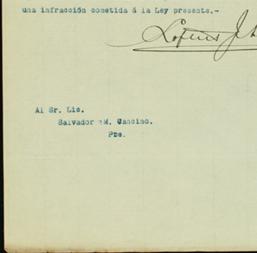 una infracción cometida á la Ley presente.-
Al Sr. Lic.
Salvador M. Cancino.
Pte.